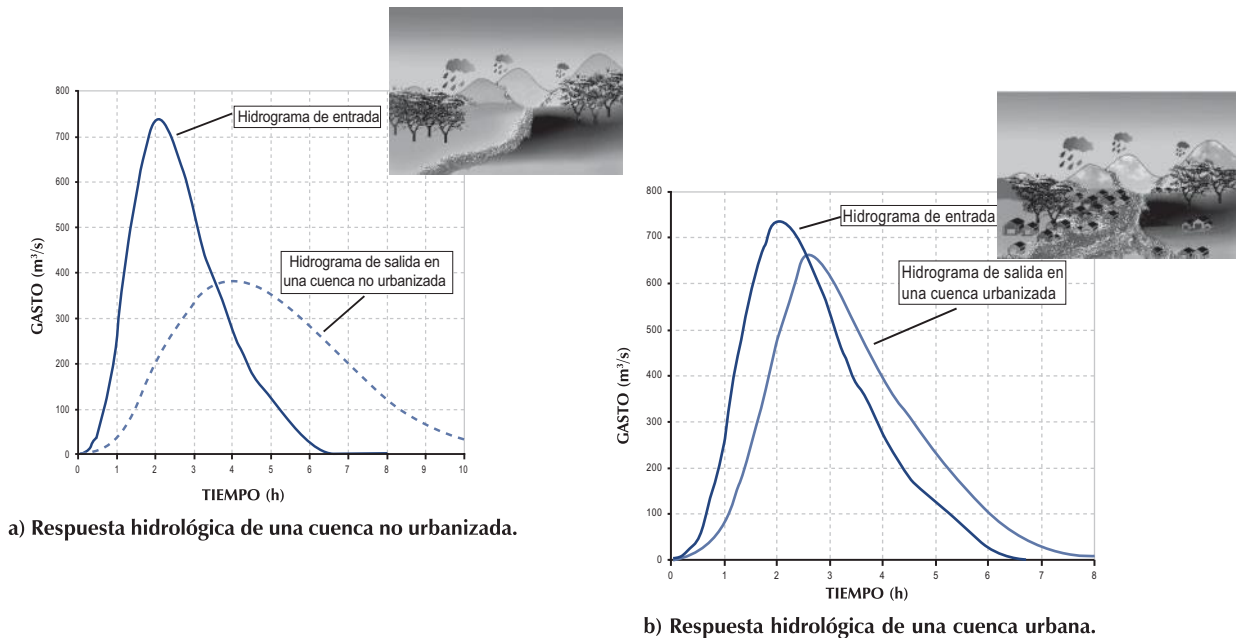 800
700
600
500
400
300
200
100
0
GASTO (m³/s)
Hidrograma de entrada
Hidrograma de salida en
una cuenca no urbanizada
0 1 2 3 4 5 6 7 8 9 10
TIEMPO (h)
a) Respuesta hidrológica de una cuenca no urbanizada.
800
700
600
500
400
300
200
100
0
GASTO (m³/s)
Hidrograma de entrada
Hidrograma de salida en
una cuenca urbanizada
0 1 2 3 4 5 6 7 8
TIEMPO (h)
b) Respuesta hidrológica de una cuenca urbana.